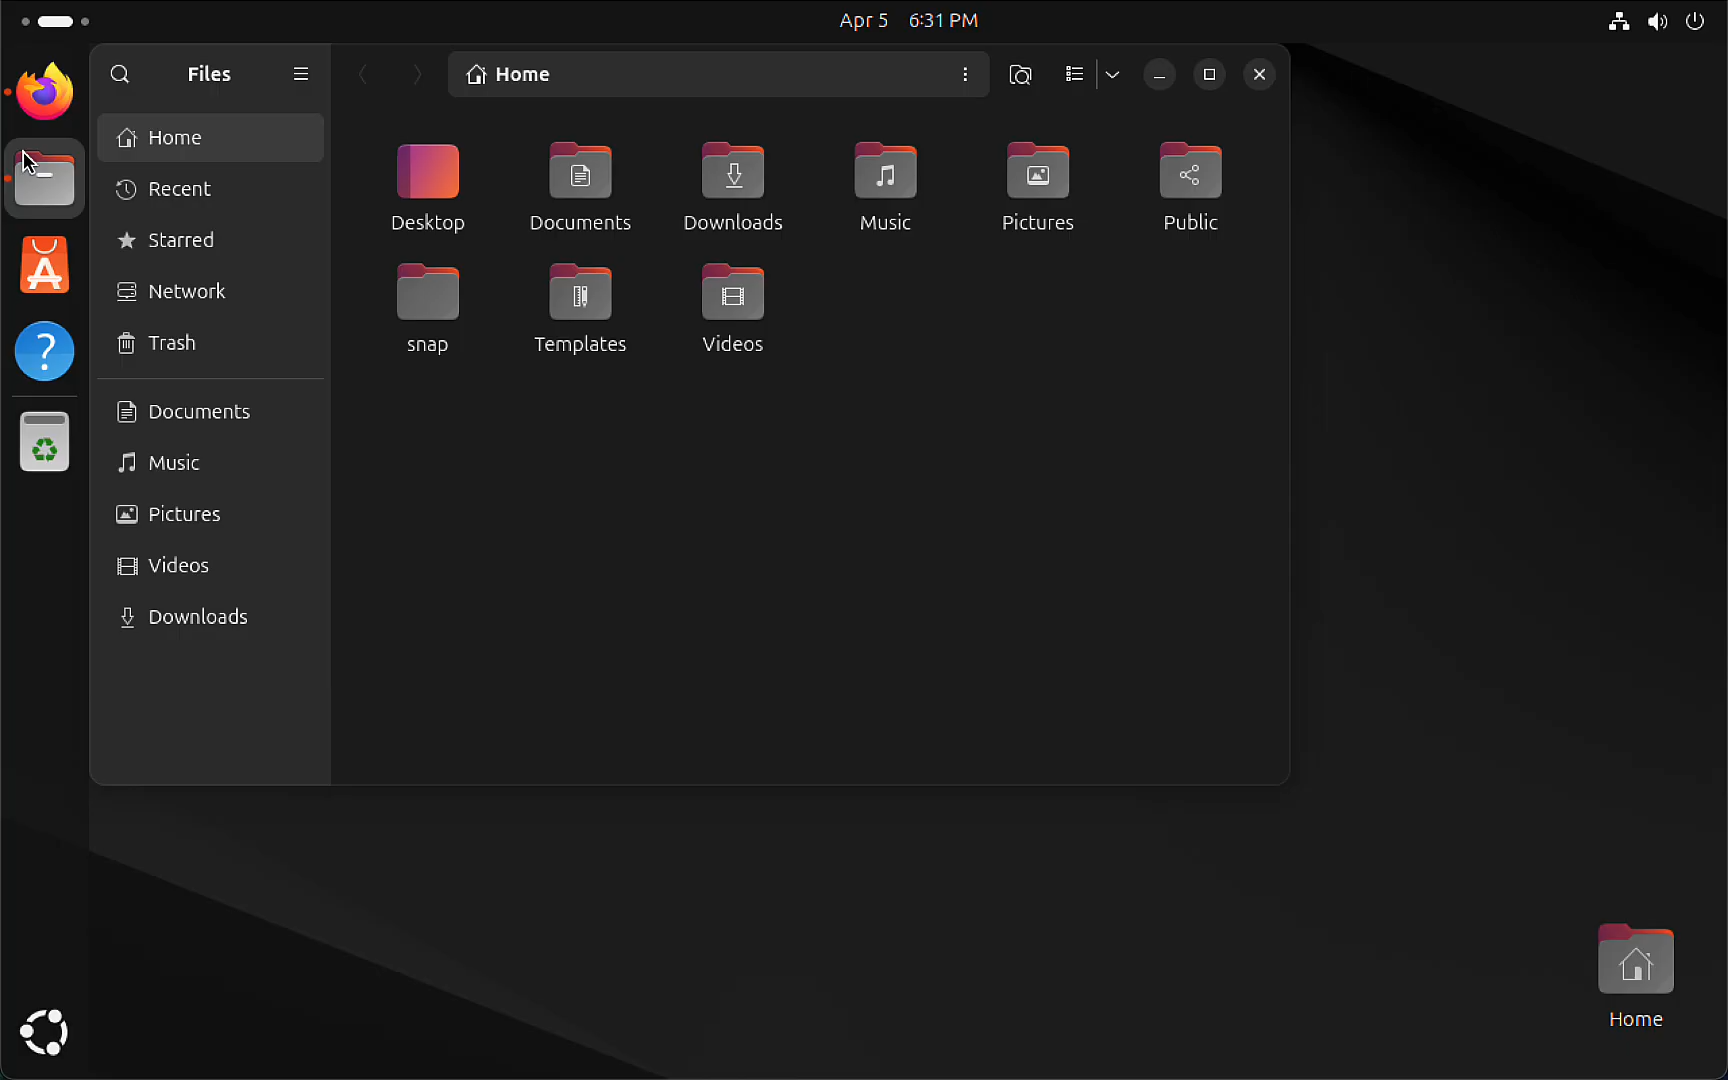 Apr 5 6:31 PM
Files
Home
Home
Recent
Starred
Network
Trash
Documents
Music
Pictures
Videos
Downloads
Desktop Documents Downloads Music Pictures Public
snap Templates Videos
Home